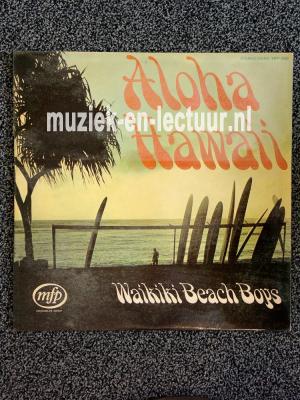 Aloha
muziek-en-lectuur.nl
Hawaii
Waikiki Beach Boys
mfp